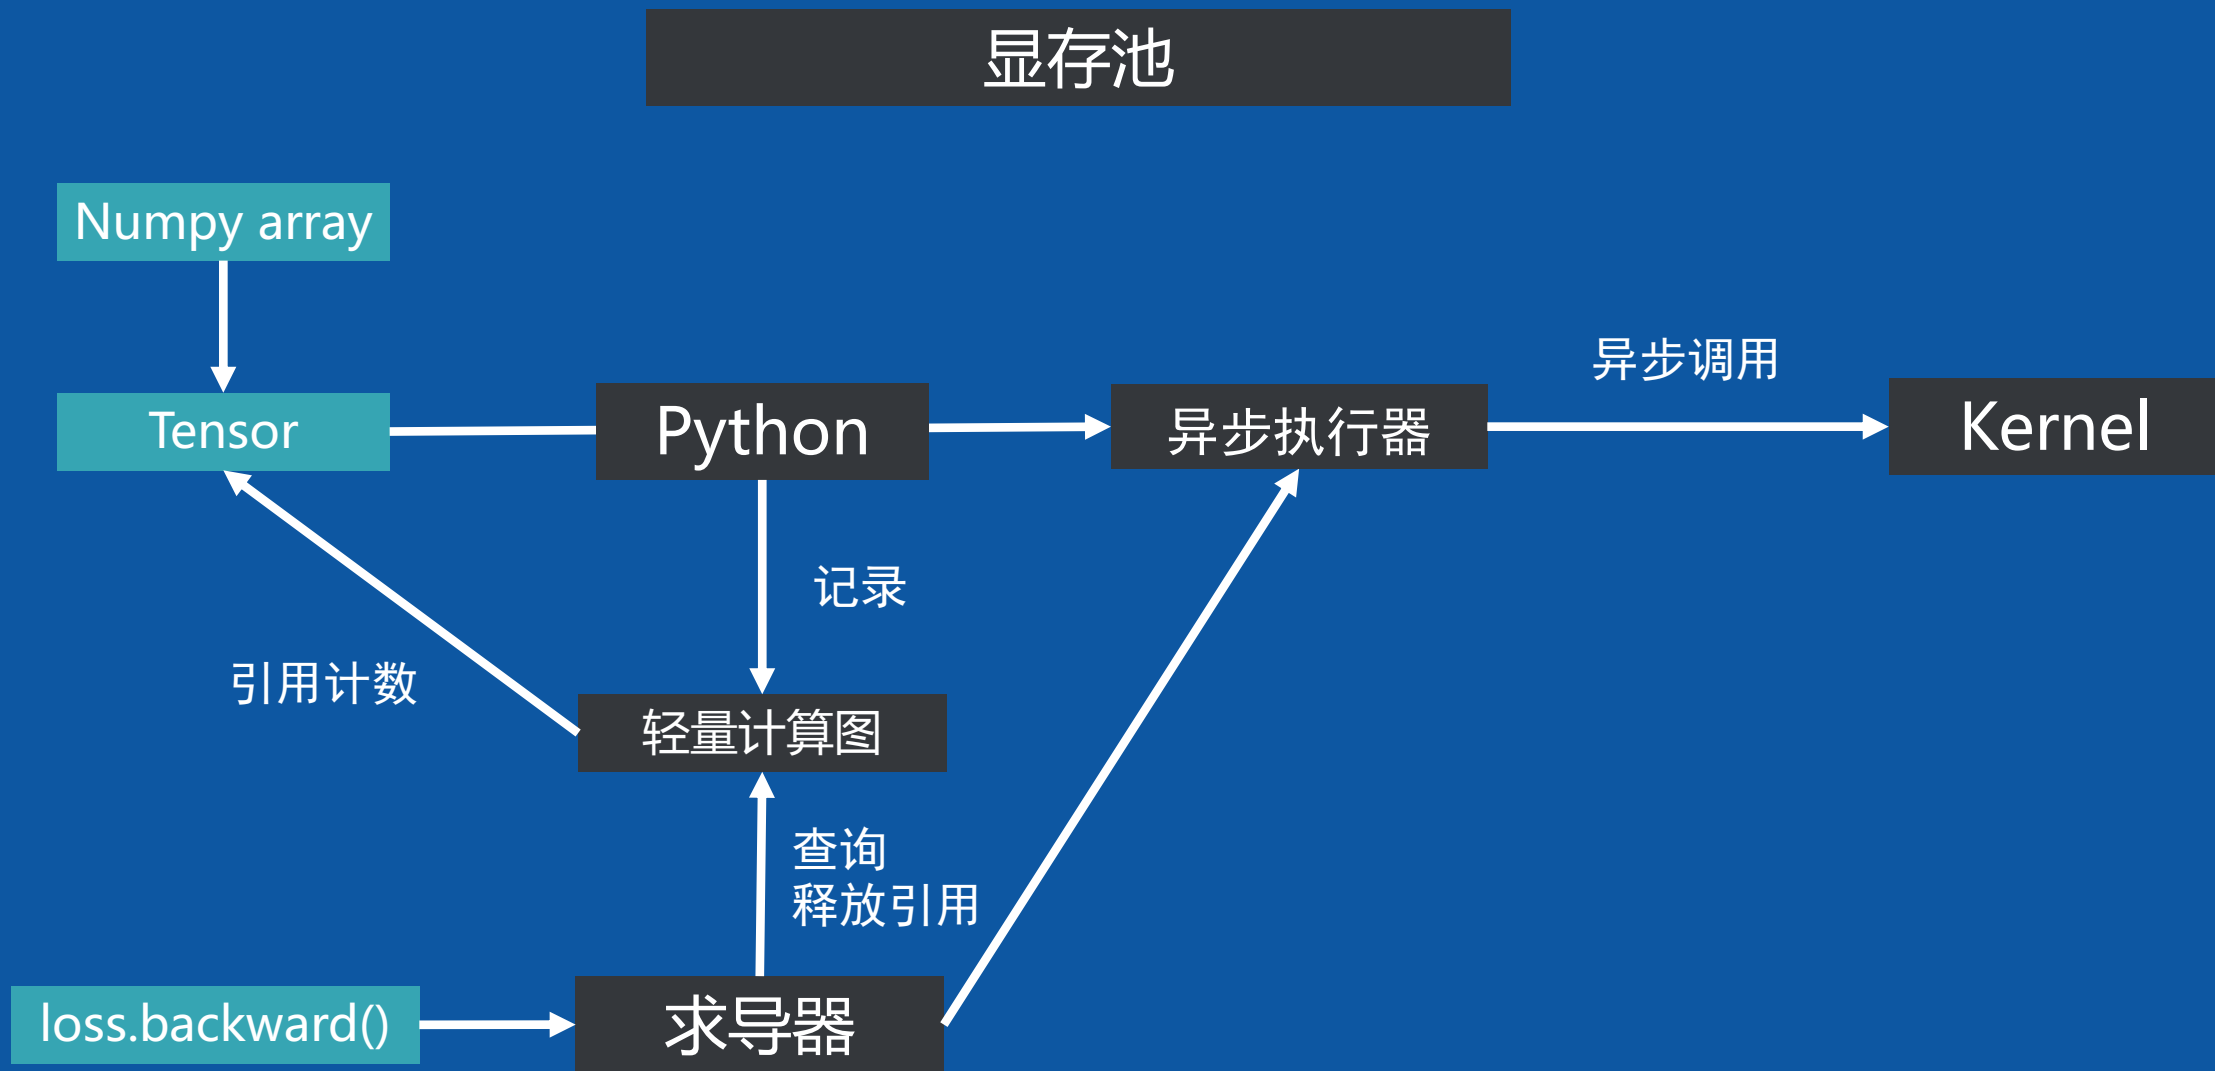 显存池
Numpy array
异步调用
Tensor
Python
异步执行器
Kernel
记录
引用计数
轻量计算图
查询
释放引用
loss.backward()
求导器